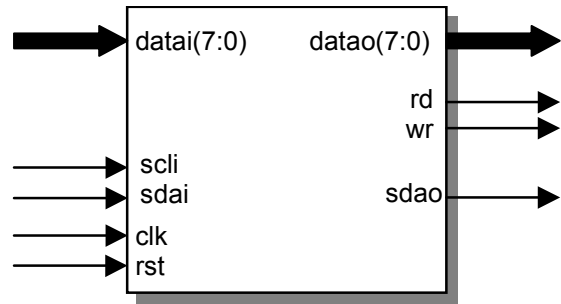 datai(7:0) datao(7:0)
rd
wr
scli
sdai sdao
clk
rst